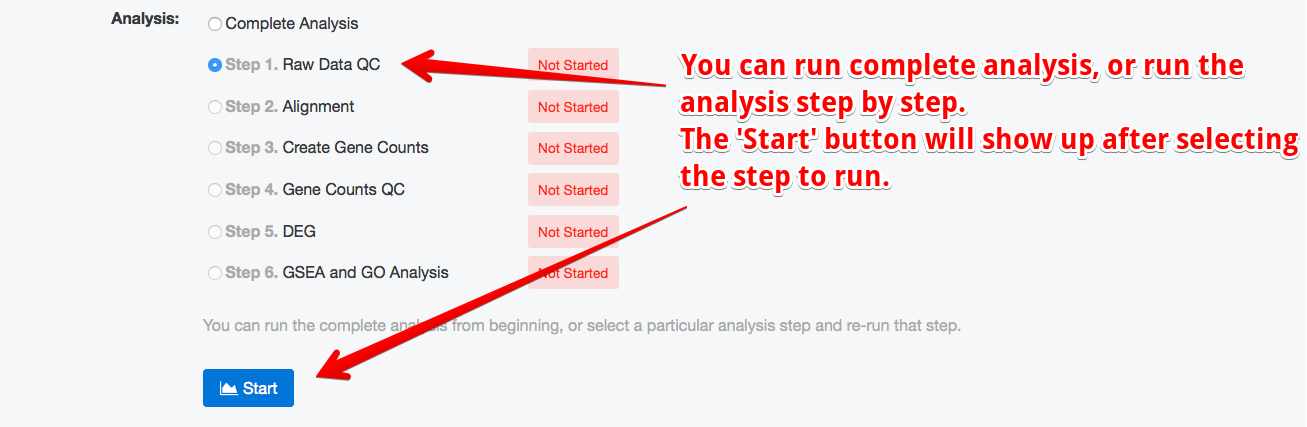 Analysis:
Complete Analysis
Step 1. Raw Data QC Not Started
Step 2. Alignment Not Started
Step 3. Create Gene Counts Not Started
Step 4. Gene Counts QC Not Started
Step 5. DEG Not Started
Step 6. GSEA and GO Analysis Not Started
You can run the complete analysis from beginning, or select a particular analysis step and re-run that step.
Start
You can run complete analysis, or run the
analysis step by step.
The 'Start' button will show up after selecting
the step to run.